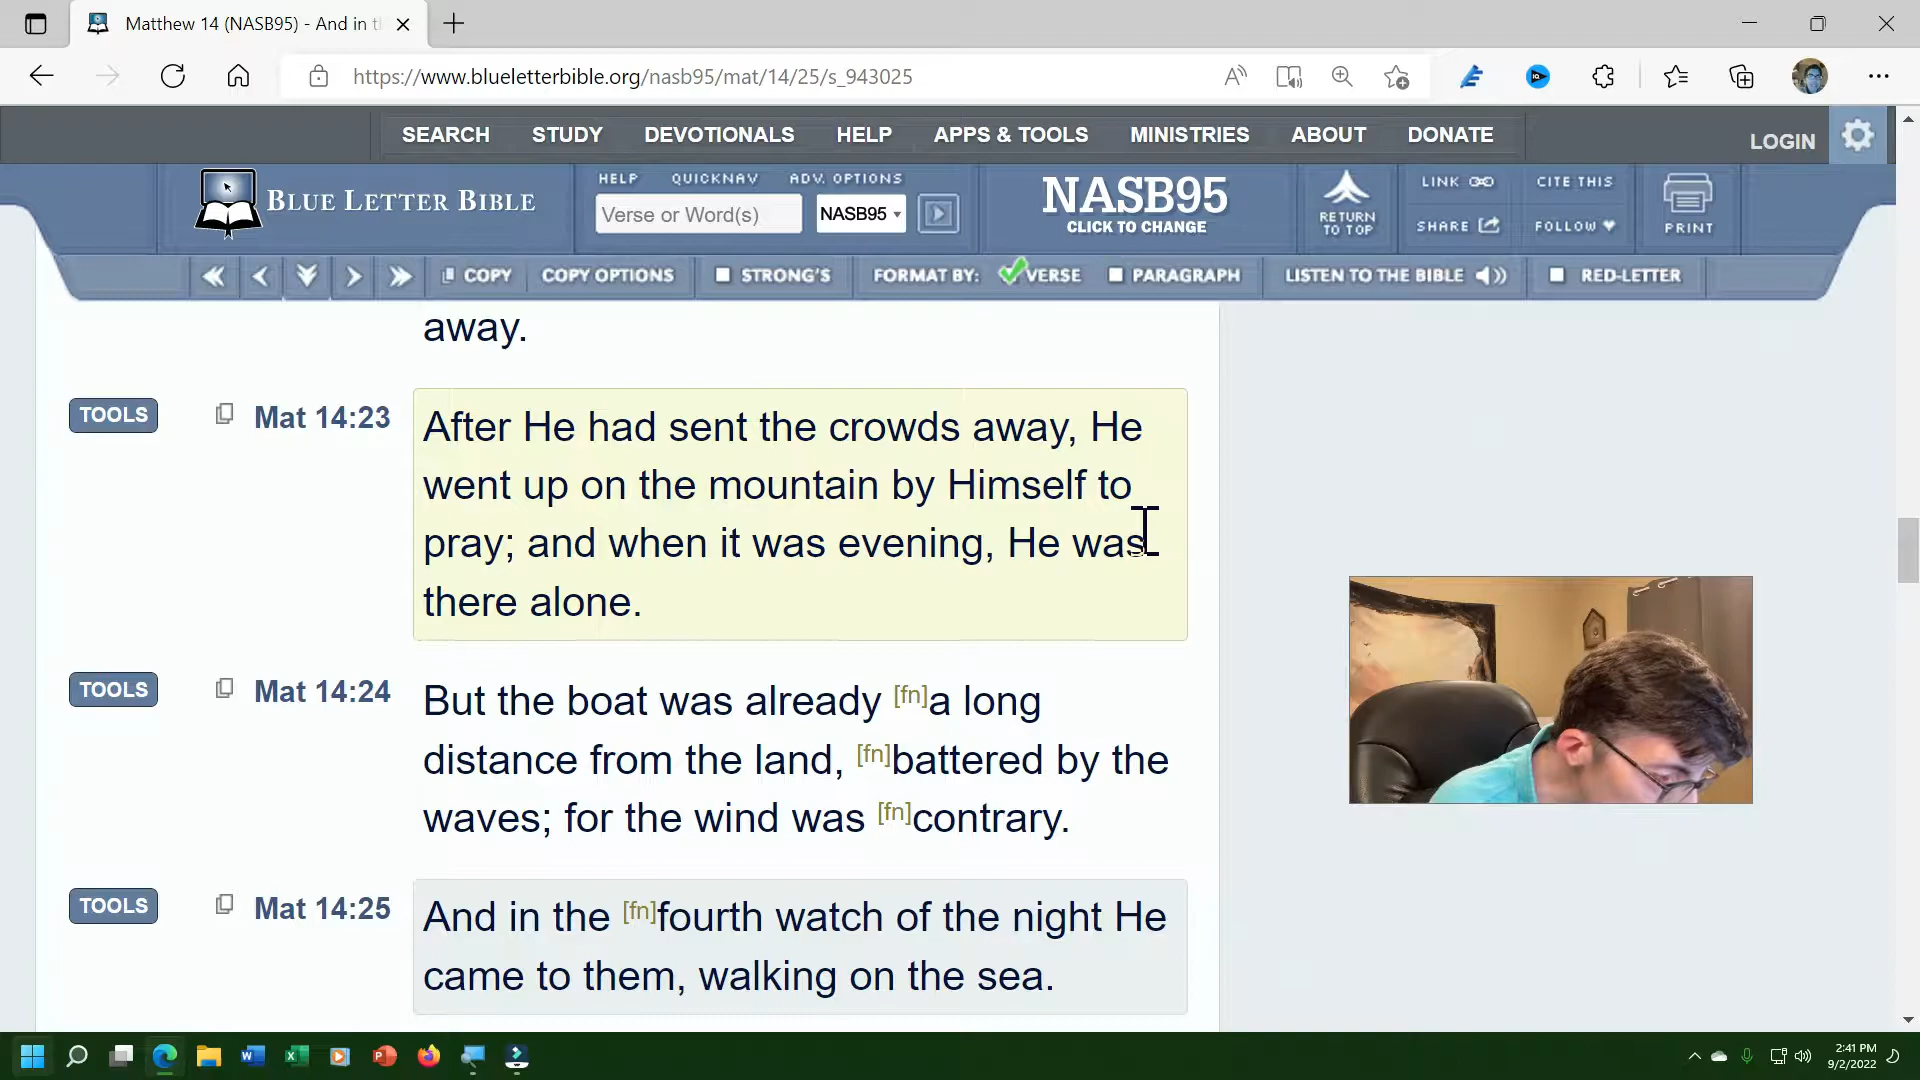 Matthew 14 (NASB95) - And in t
https://www.blueletterbible.org/nasb95/mat/14/25/s_943025
SEARCH STUDY DEVOTIONALS HELP APPS & TOOLS MINISTRIES ABOUT DONATE LOGIN
BLUE LETTER BIBLE
HELP QUICKNAV ADV. OPTIONS
Verse or Word(s) NASB95
NASB95
CLICK TO CHANGE
RETURN
TO TOP
LINK CITE THIS
SHARE FOLLOW
PRINT
COPY COPY OPTIONS STRONG'S FORMAT BY: VERSE PARAGRAPH LISTEN TO THE BIBLE RED-LETTER
away.
TOOLS Mat 14:23 After He had sent the crowds away, He
went up on the mountain by Himself to
pray; and when it was evening, He was
there alone.
TOOLS Mat 14:24 But the boat was already [fn]a long
distance from the land, [fn]battered by the
waves; for the wind was [fn]contrary.
TOOLS Mat 14:25 And in the [fn]fourth watch of the night He
came to them, walking on the sea.
2:41 PM
9/2/2022